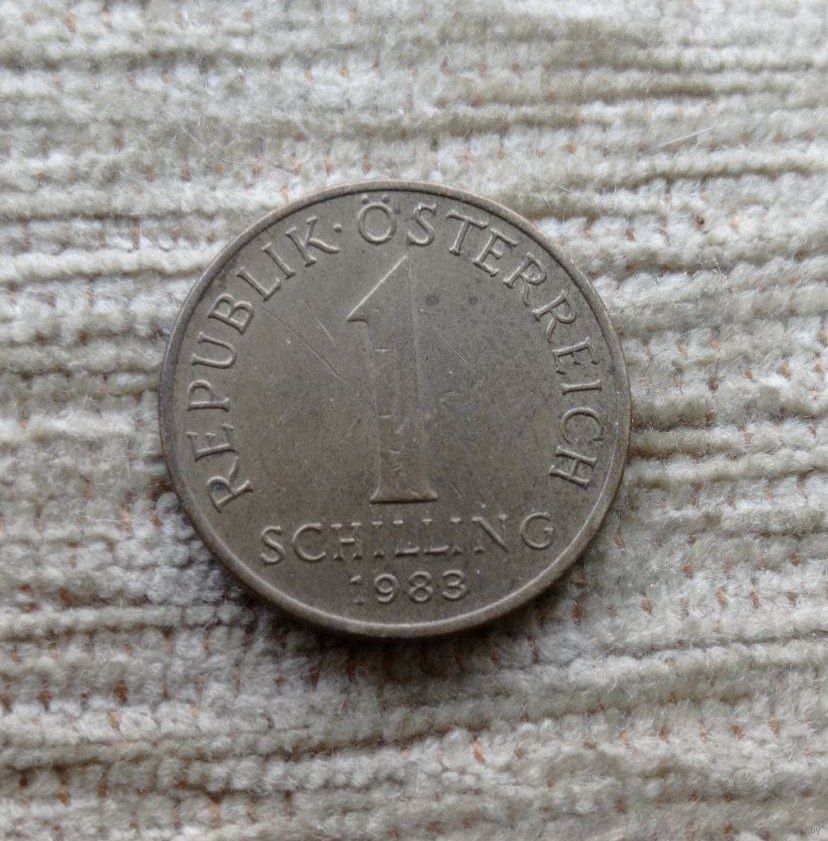 REPUBLIK · ÖSTERREICH
1
SCHILLING
1983